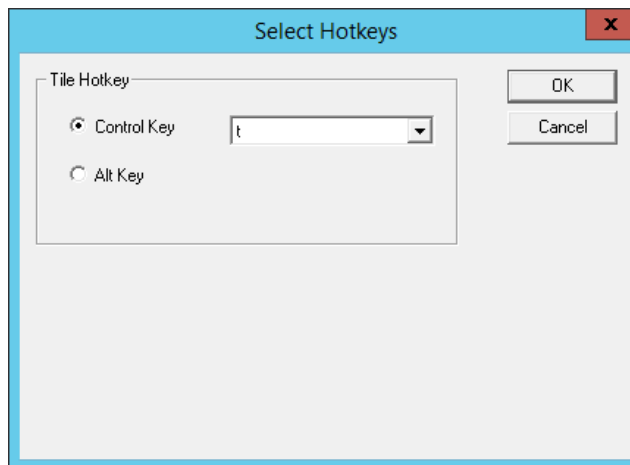 Select Hotkeys
x
Tile Hotkey
Control Key
t
Alt Key
OK
Cancel